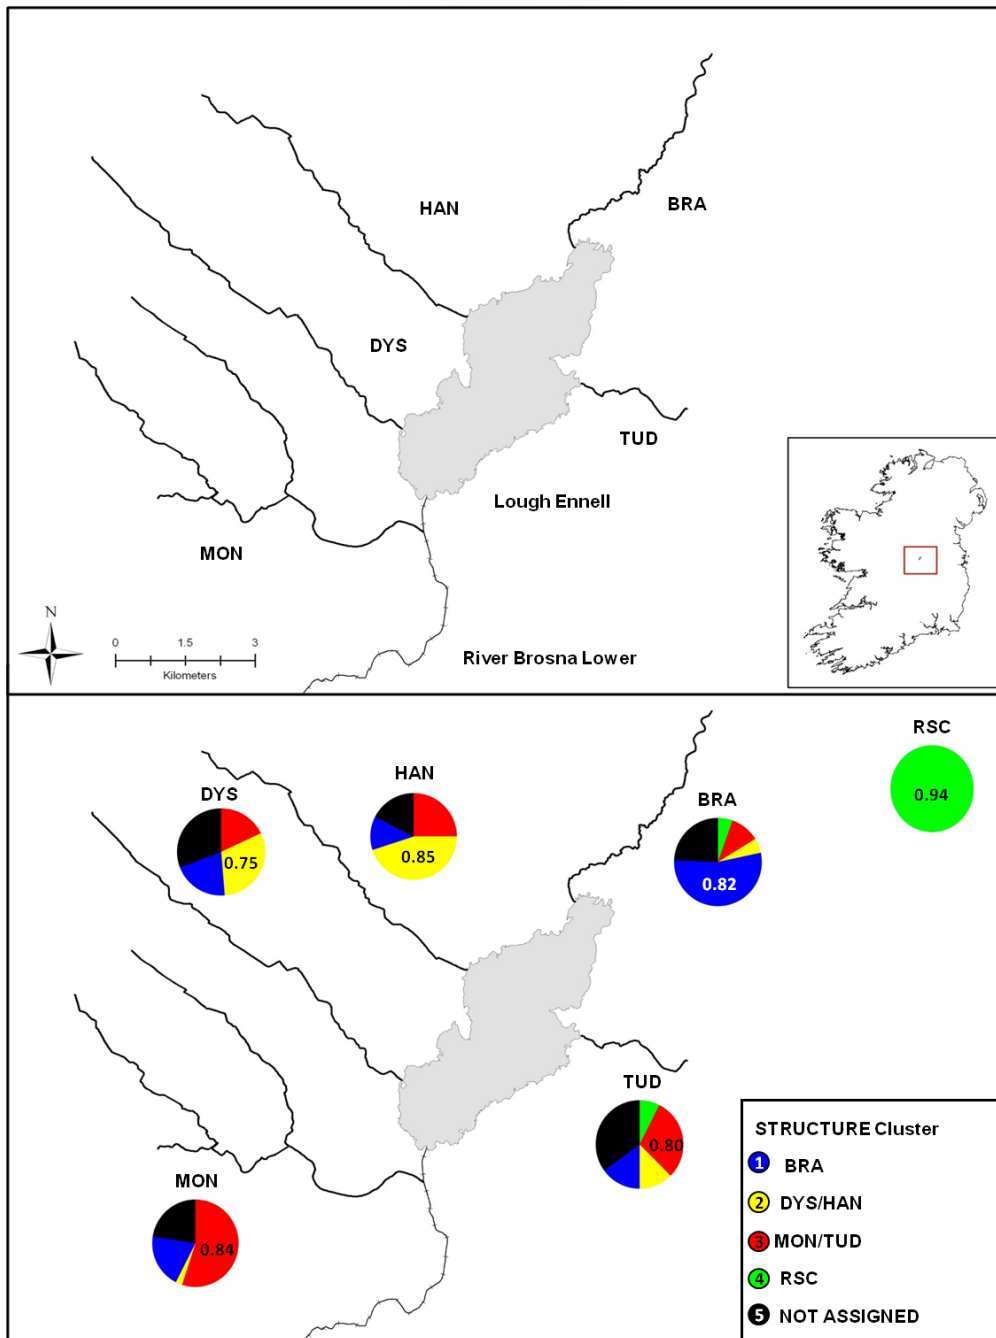 HAN
BRA
DYS
TUD
Lough Ennell
MON
N
0 1.5 3
Kilometers
River Brosna Lower
RSC
0.94
HAN
0.85
DYS
0.75
BRA
0.82
TUD
0.80
MON
0.84
STRUCTURE Cluster
1 BRA
2 DYS/HAN
3 MON/TUD
4 RSC
5 NOT ASSIGNED